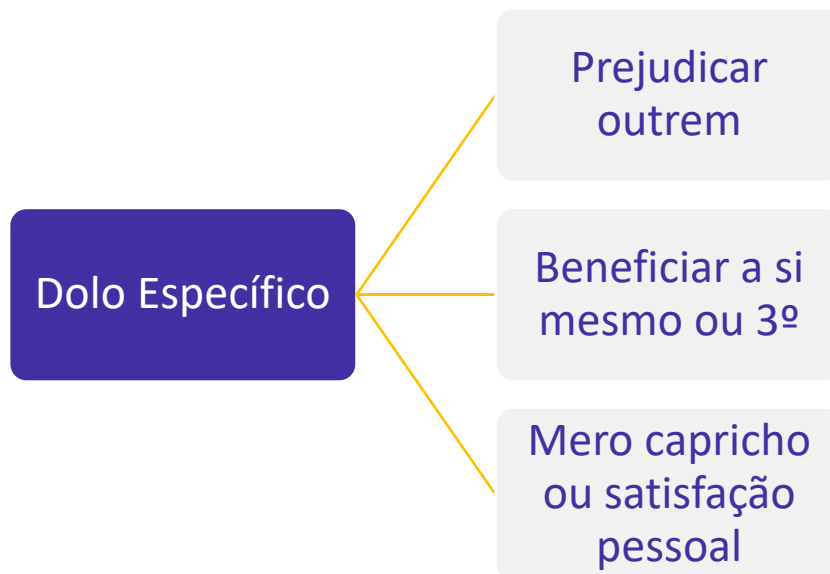 Prejudicar
outrem
Dolo Específico
Beneficiar a si
mesmo ou 3º
Mero capricho
ou satisfação
pessoal